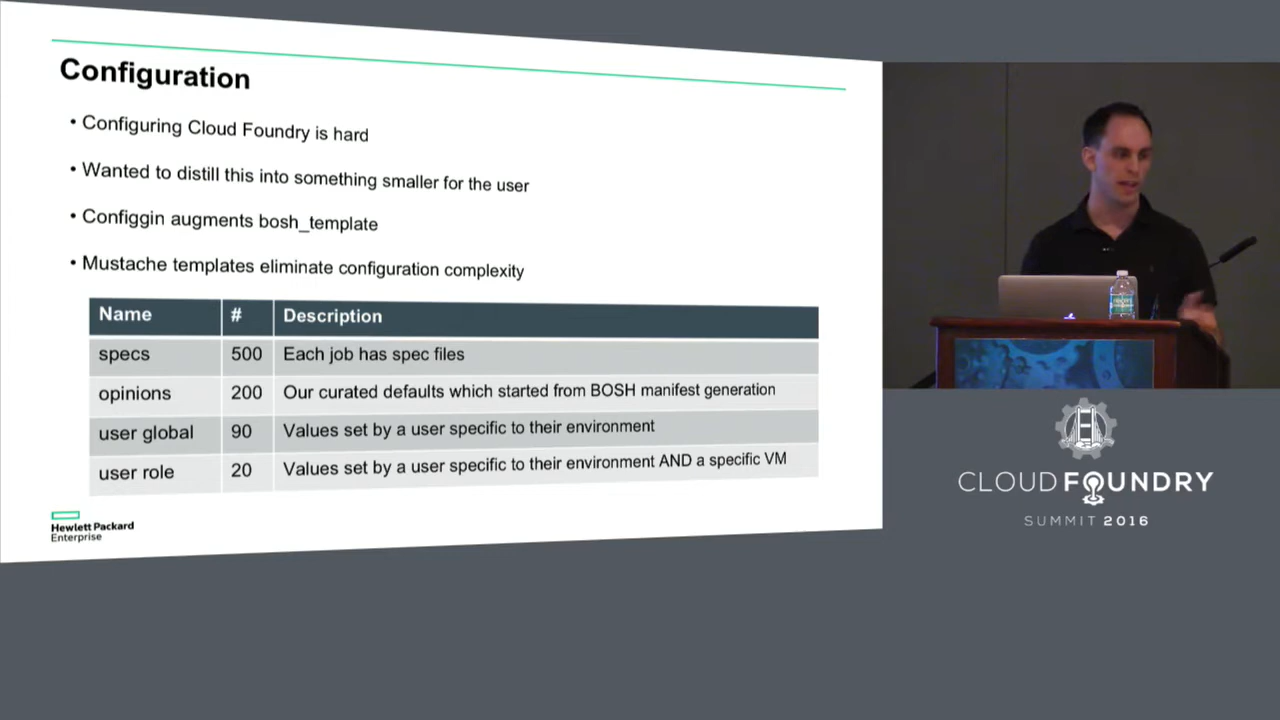 Configuration
• Configuring Cloud Foundry is hard
• Wanted to distill this into something smaller for the user
• Configgin augments bosh_template
• Mustache templates eliminate configuration complexity
Name # Description
specs 500 Each job has spec files
opinions 200 Our curated defaults which started from BOSH manifest generation
user global 90 Values set by a user specific to their environment
user role 20 Values set by a user specific to their environment AND a specific VM
Hewlett Packard
Enterprise
CLOUD FOUNDRY
SUMMIT 2016